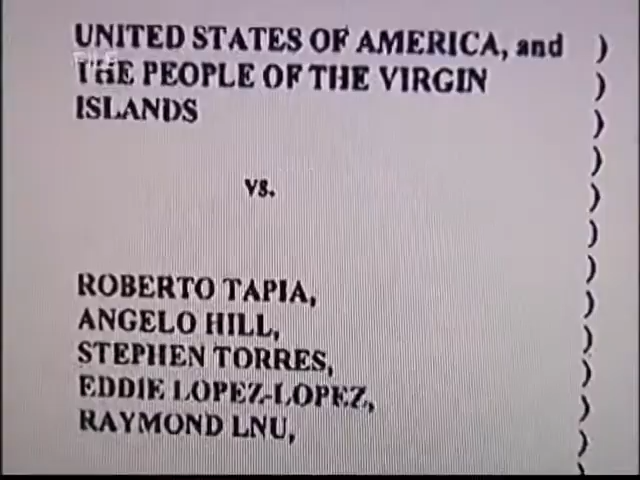 UNITED STATES OF AMERICA, and )
FILE
THE PEOPLE OF THE VIRGIN )
ISLANDS )
)
vs. )
)
)
ROBERTO TAPIA, )
ANGELO HILL, )
STEPHEN TORRES, )
EDDIE LOPEZ-LOPEZ, )
RAYMOND LNU, )
)